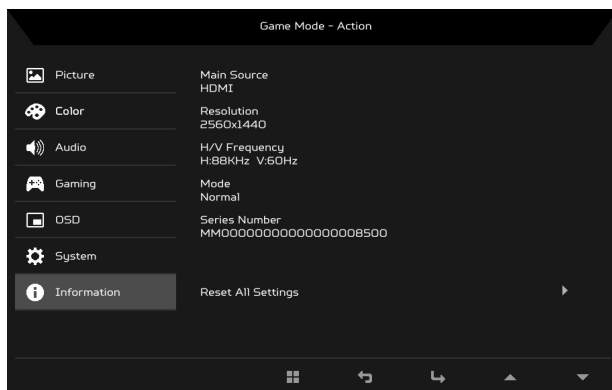 Game Mode - Action
Picture
Color
Audio
Gaming
OSD
System
Information
Main Source
HDMI
Resolution
2560x1440
H/V Frequency
H:88KHz V:60Hz
Mode
Normal
Series Number
MM00000000000000008500
Reset All Settings